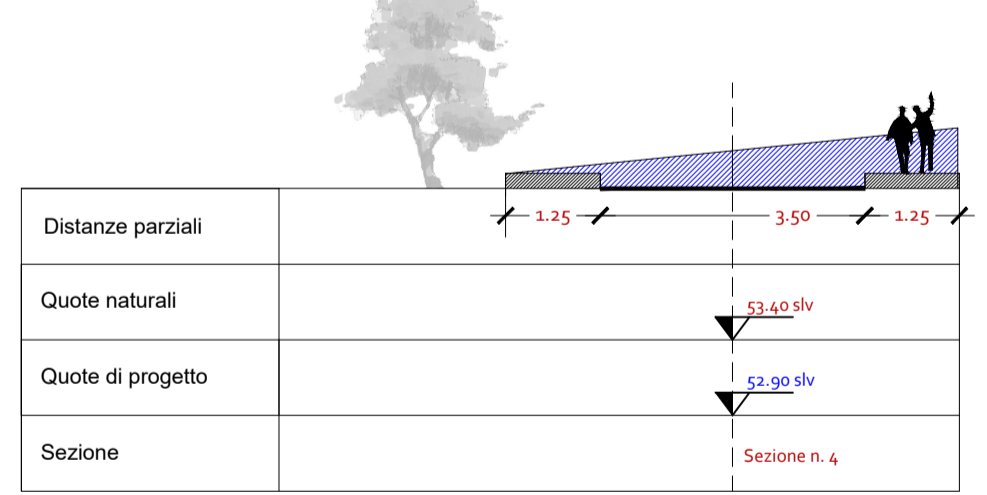 Distanze parziali
1.25 3.50 1.25
Quote naturali
53.40 slv
Quote di progetto
52.90 slv
Sezione
Sezione n. 4